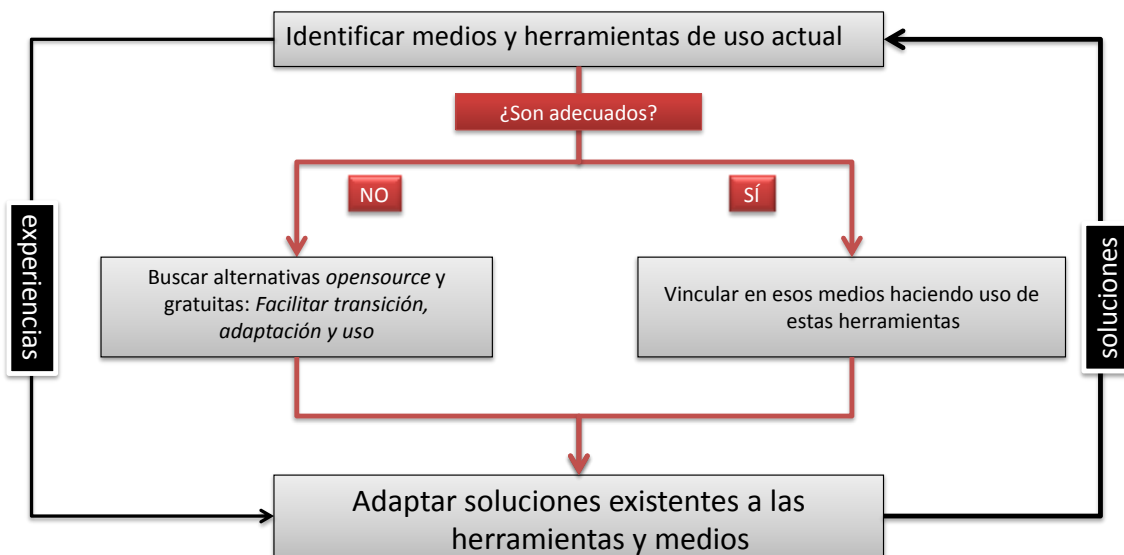 Identificar medios y herramientas de uso actual
¿Son adecuados?
NO
SÍ
experiencias
Buscar alternativas opensource y
gratuitas: Facilitar transición,
adaptación y uso
Vincular en esos medios haciendo uso de
estas herramientas
soluciones
Adaptar soluciones existentes a las
herramientas y medios